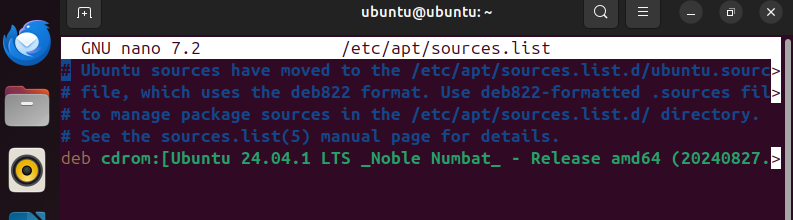 ubuntu@ubuntu: ~
GNU nano 7.2 /etc/apt/sources.list
# Ubuntu sources have moved to the /etc/apt/sources.list.d/ubuntu.sourc>
# file, which uses the deb822 format. Use deb822-formatted .sources fil>
# to manage package sources in the /etc/apt/sources.list.d/ directory.
# See the sources.list(5) manual page for details.
deb cdrom:[Ubuntu 24.04.1 LTS _Noble Numbat_ - Release amd64 (20240827.>